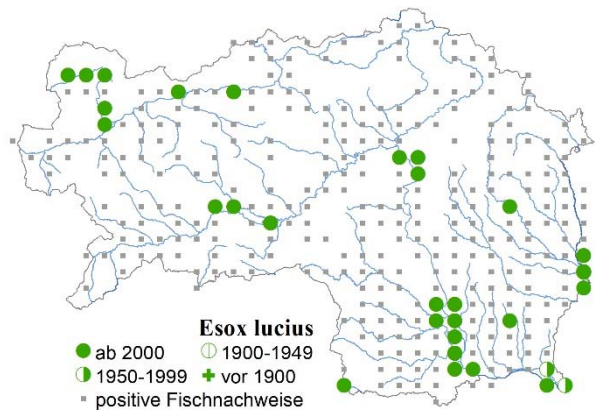 Esox lucius
ab 2000 1900-1949
1950-1999 vor 1900
positive Fischnachweise